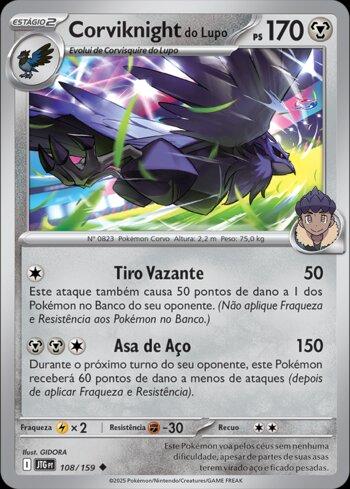 ESTÁGIO 2
Corviknight do Lupo
PS 170
Evolui de Corvisquire do Lupo
Nº 0823 Pokémon Corvo Altura: 2,2 m Peso: 75,0 kg
Tiro Vazante 50
Este ataque também causa 50 pontos de dano a 1 dos
Pokémon no Banco do seu oponente. (Não aplique Fraqueza
e Resistência aos Pokémon no Banco.)
Asa de Aço 150
Durante o próximo turno do seu oponente, este Pokémon
receberá 60 pontos de dano a menos de ataques (depois
de aplicar Fraqueza e Resistência).
Fraqueza × 2 Resistência -30 Recuo
Ilust. GIDORA
I JTG PT 108/159
Este Pokémon voa pelos céus sem nenhuma
dificuldade, apesar de partes de suas asas
terem virado aço e ficado pesadas.
©2025 Pokémon/Nintendo/Creatures/GAME FREAK